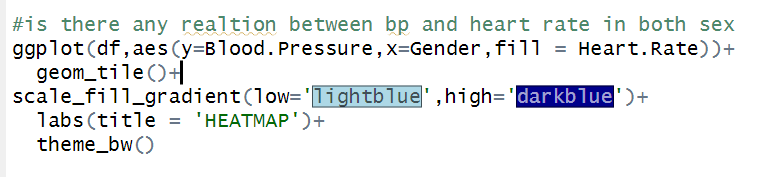 #is there any realtion between bp and heart rate in both sex
ggplot(df,aes(y=Blood.Pressure,x=Gender,fill = Heart.Rate))+
  geom_tile()+
scale_fill_gradient(low='lightblue',high='darkblue')+
  labs(title = 'HEATMAP')+
  theme_bw()